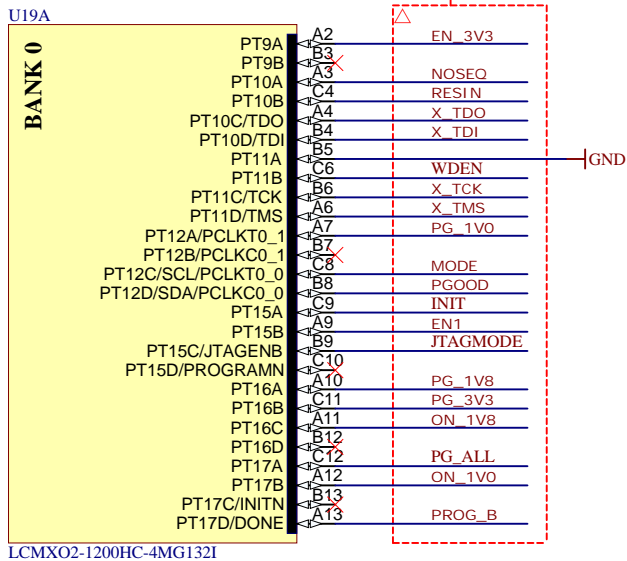 U19A
BANK 0
PT9A A2 EN_3V3
PT9B B3
PT10A A3 NOSEQ
PT10B C4 RESIN
PT10C/TDO A4 X_TDO
PT10D/TDI B4 X_TDI
PT11A B5 GND
PT11B C6 WDEN
PT11C/TCK B6 X_TCK
PT11D/TMS A6 X_TMS
PT12A/PCLKT0_1 A7 PG_1V0
PT12B/PCLKC0_1 B7
PT12C/SCL/PCLKT0_0 C8 MODE
PT12D/SDA/PCLKC0_0 B8 PGOOD
PT15A C9 INIT
PT15B A9 EN1
PT15C/JTAGENB B9 JTAGMODE
PT15D/PROGRAMN C10
PT16A A10 PG_1V8
PT16B C11 PG_3V3
PT16C A11 ON_1V8
PT16D B12
PT17A C12 PG_ALL
PT17B A12 ON_1V0
PT17C/INITN B13
PT17D/DONE A13 PROG_B
LCMXO2-1200HC-4MG132I